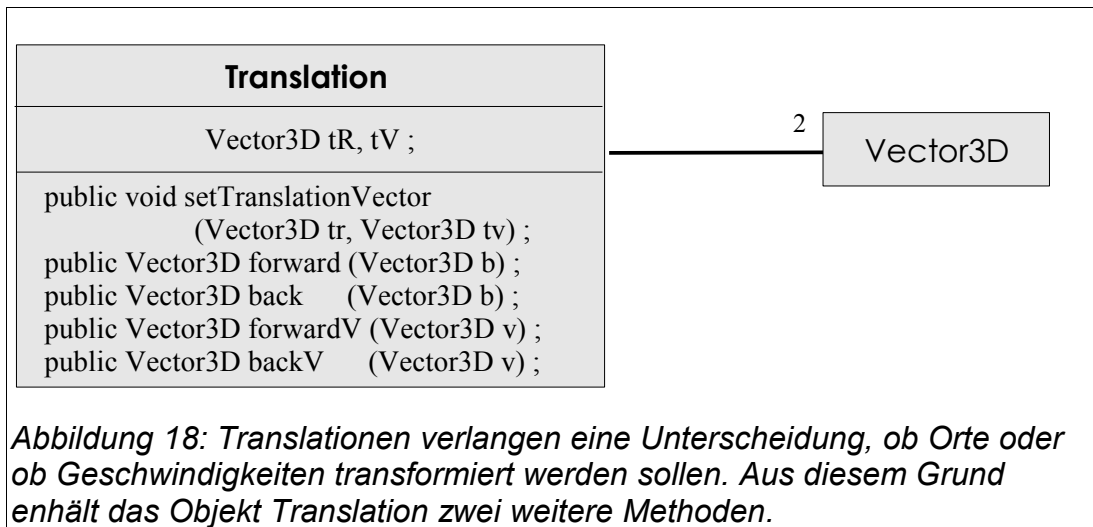 Translation
Vector3D tR, tV ;
public void setTranslationVector
(Vector3D tr, Vector3D tv) ;
public Vector3D forward (Vector3D b) ;
public Vector3D back (Vector3D b) ;
public Vector3D forwardV (Vector3D v) ;
public Vector3D backV (Vector3D v) ;
2
Vector3D
Abbildung 18: Translationen verlangen eine Unterscheidung, ob Orte oder
ob Geschwindigkeiten transformiert werden sollen. Aus diesem Grund
enhält das Objekt Translation zwei weitere Methoden.